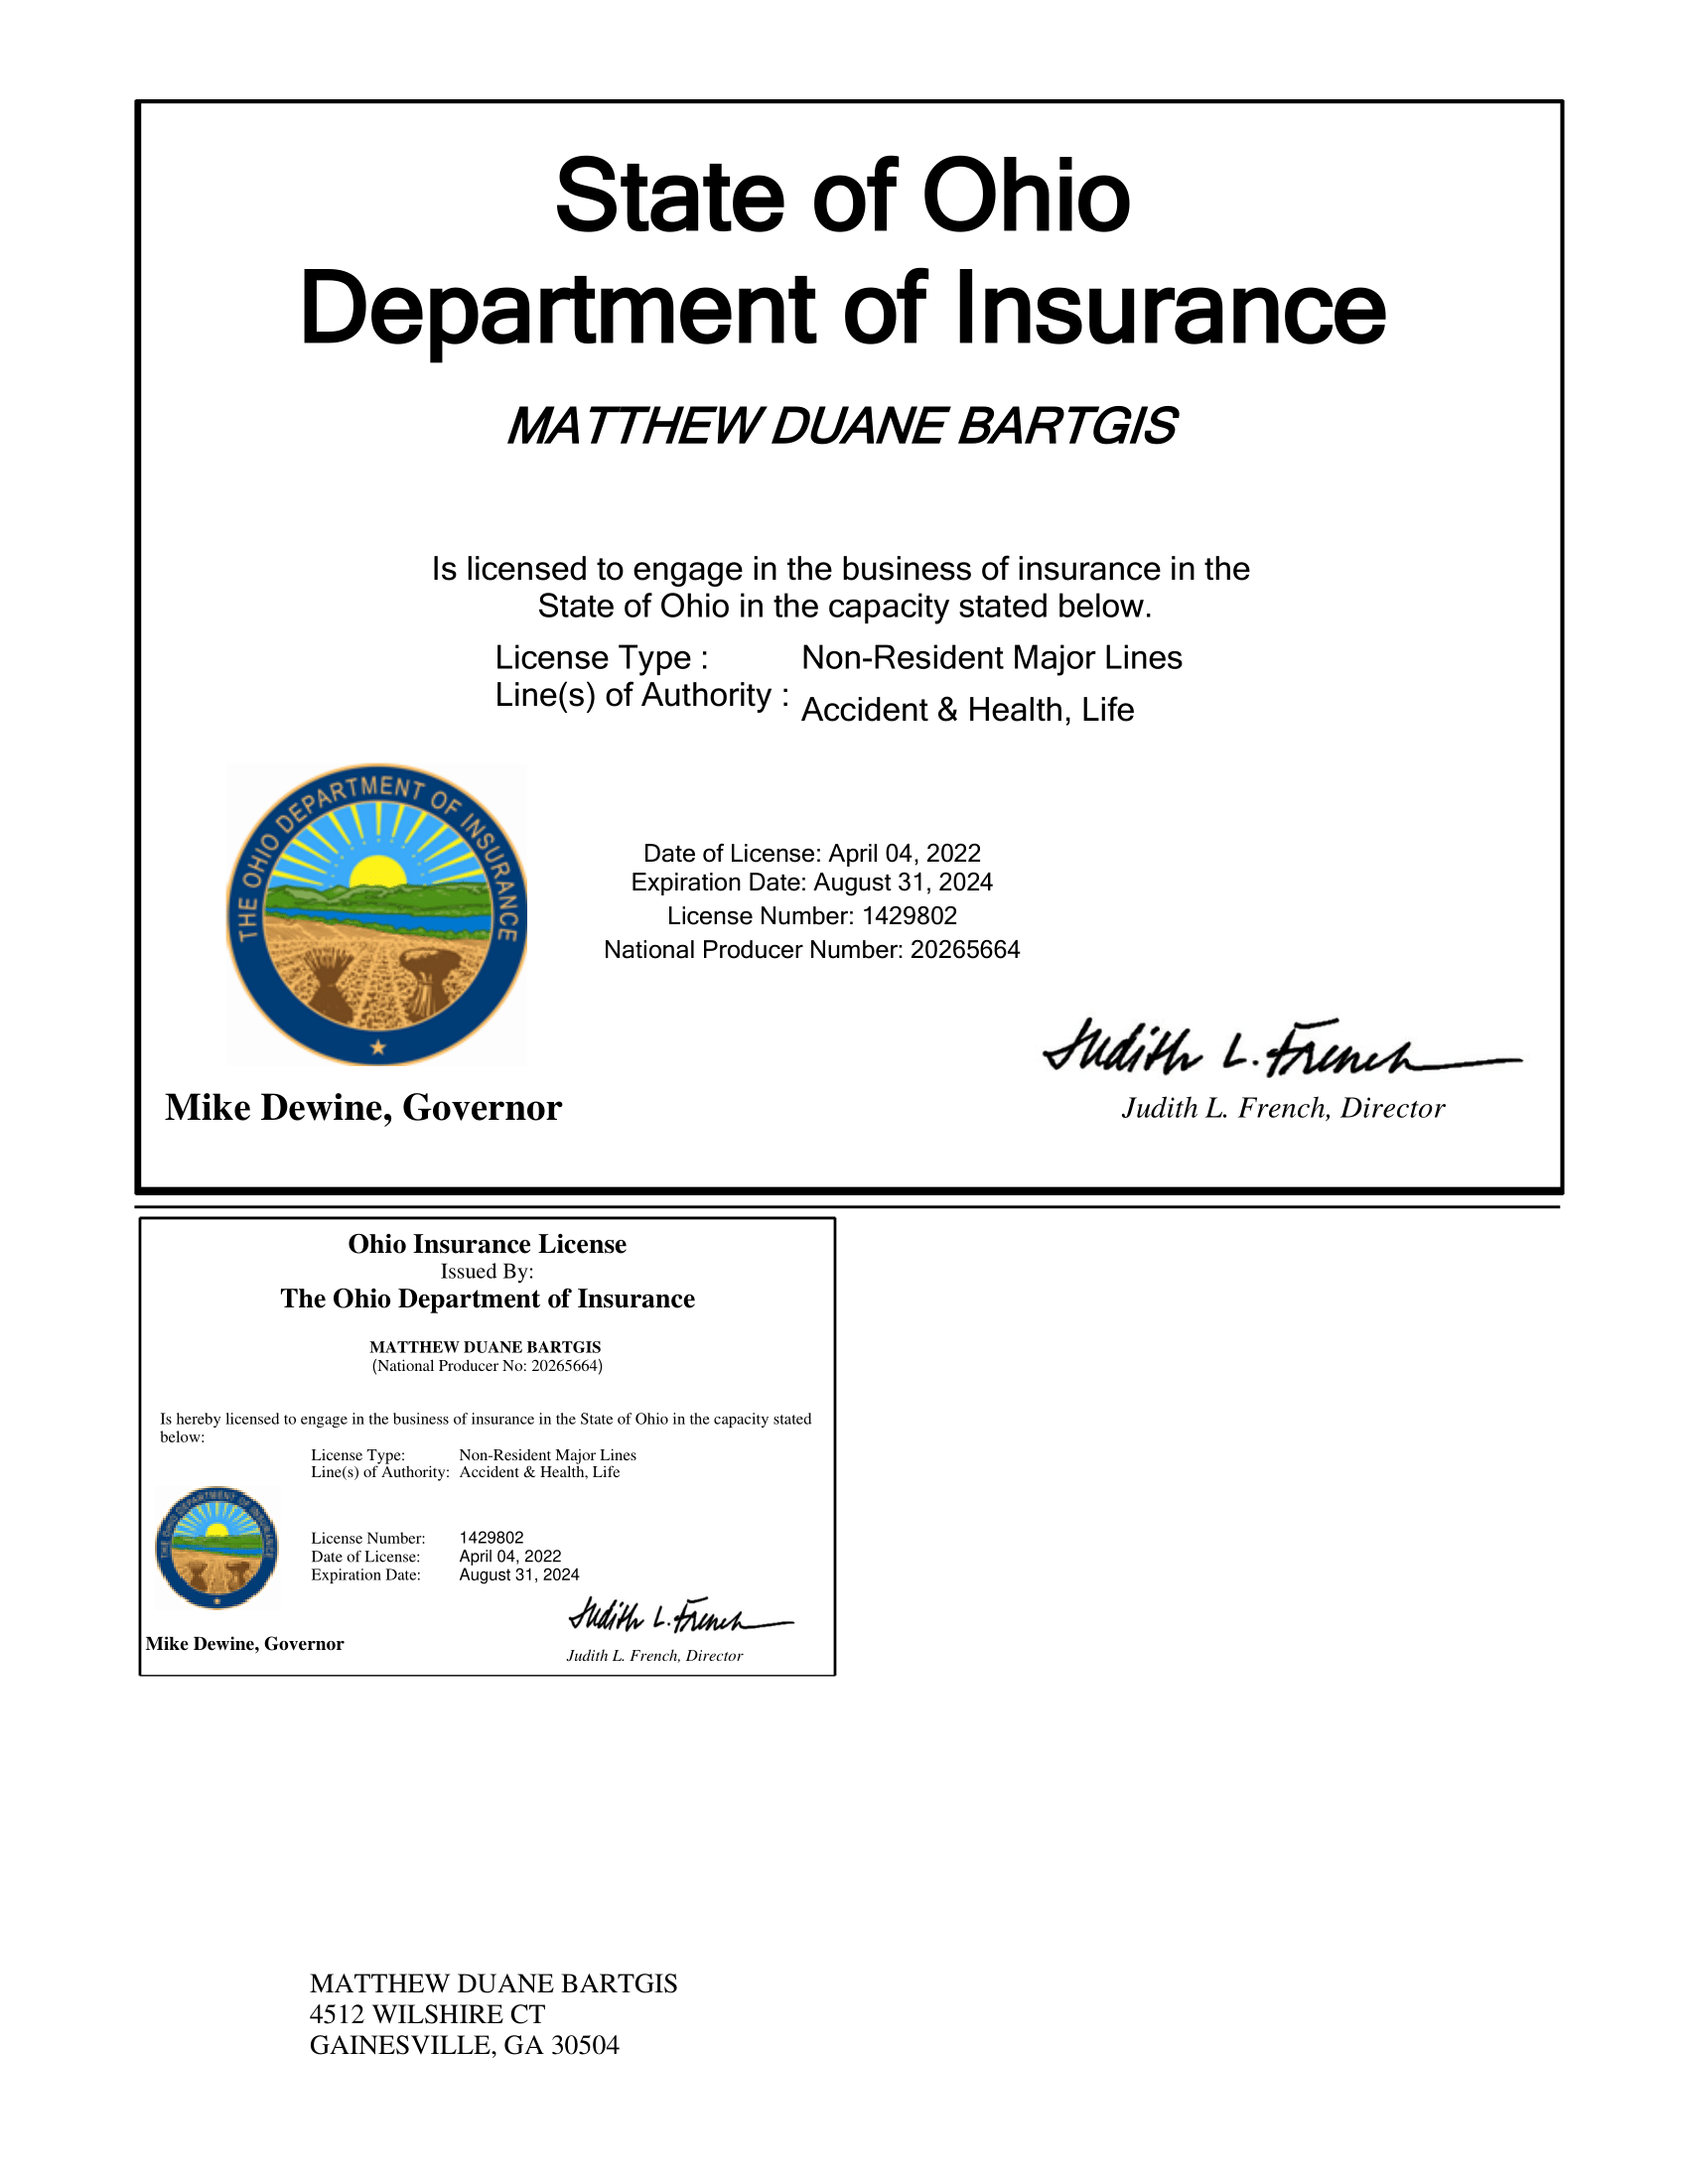 State of Ohio
Department of Insurance
MATTHEW DUANE BARTGIS
Is licensed to engage in the business of insurance in the
State of Ohio in the capacity stated below.
License Type : Non-Resident Major Lines
Line(s) of Authority : Accident & Health, Life
THE OHIO DEPARTMENT OF INSURANCE
Date of License: April 04, 2022
Expiration Date: August 31, 2024
License Number: 1429802
National Producer Number: 20265664
Judith L. French
Mike Dewine, Governor
Judith L. French, Director
Ohio Insurance License
Issued By:
The Ohio Department of Insurance
MATTHEW DUANE BARTGIS
(National Producer No: 20265664)
Is hereby licensed to engage in the business of insurance in the State of Ohio in the capacity stated
below:
License Type: Non-Resident Major Lines
Line(s) of Authority: Accident & Health, Life
THE OHIO DEPARTMENT OF INSURANCE
License Number: 1429802
Date of License: April 04, 2022
Expiration Date: August 31, 2024
Judith L. French
Mike Dewine, Governor
Judith L. French, Director
MATTHEW DUANE BARTGIS
4512 WILSHIRE CT
GAINESVILLE, GA 30504